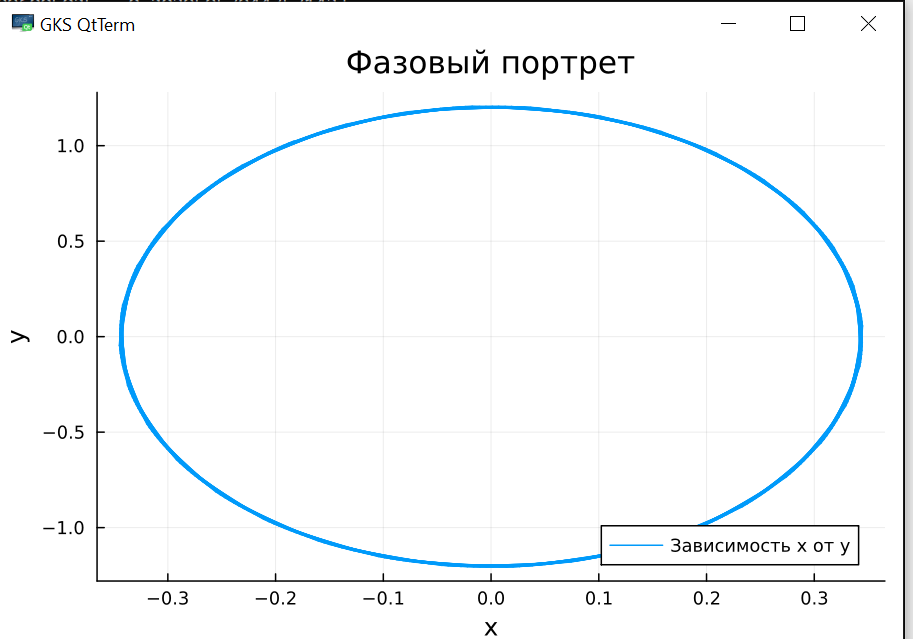 GKS QtTerm
Фазовый портрет
1.0
0.5
y
0.0
−0.5
−1.0
Зависимость x от y
−0.3 −0.2 −0.1 0.0 0.1 0.2 0.3
x